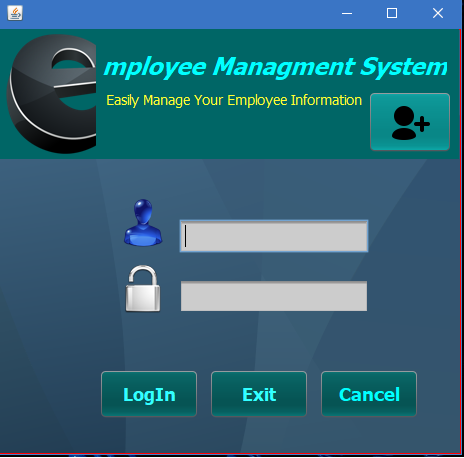 e mployee Managment System
Easily Manage Your Employee Information
LogIn Exit Cancel